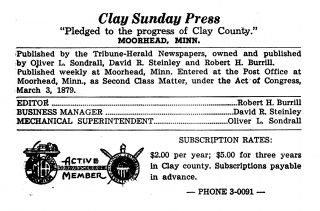 Clay Sunday Press
"Pledged to the progress of Clay County."
MOORHEAD, MINN.
Published by the Tribune-Herald Newspapers, owned and published
by Oliver L. Sondrall, David R. Steinley and Robert H. Burrill.
Published weekly at Moorhead, Minn. Entered at the Post Office at
Moorhead, Minn., as Second Class Matter, under the Act of Congress,
March 3, 1879.
EDITOR Robert H. Burrill
BUSINESS MANAGER David R. Steinley
MECHANICAL SUPERINTENDENT Oliver L. Sondrall
ACTIVE
MEMBER
SUBSCRIPTION RATES:
$2.00 per year; $5.00 for three years
in Clay county. Subscriptions payable
in advance.
— PHONE 3-0091 —